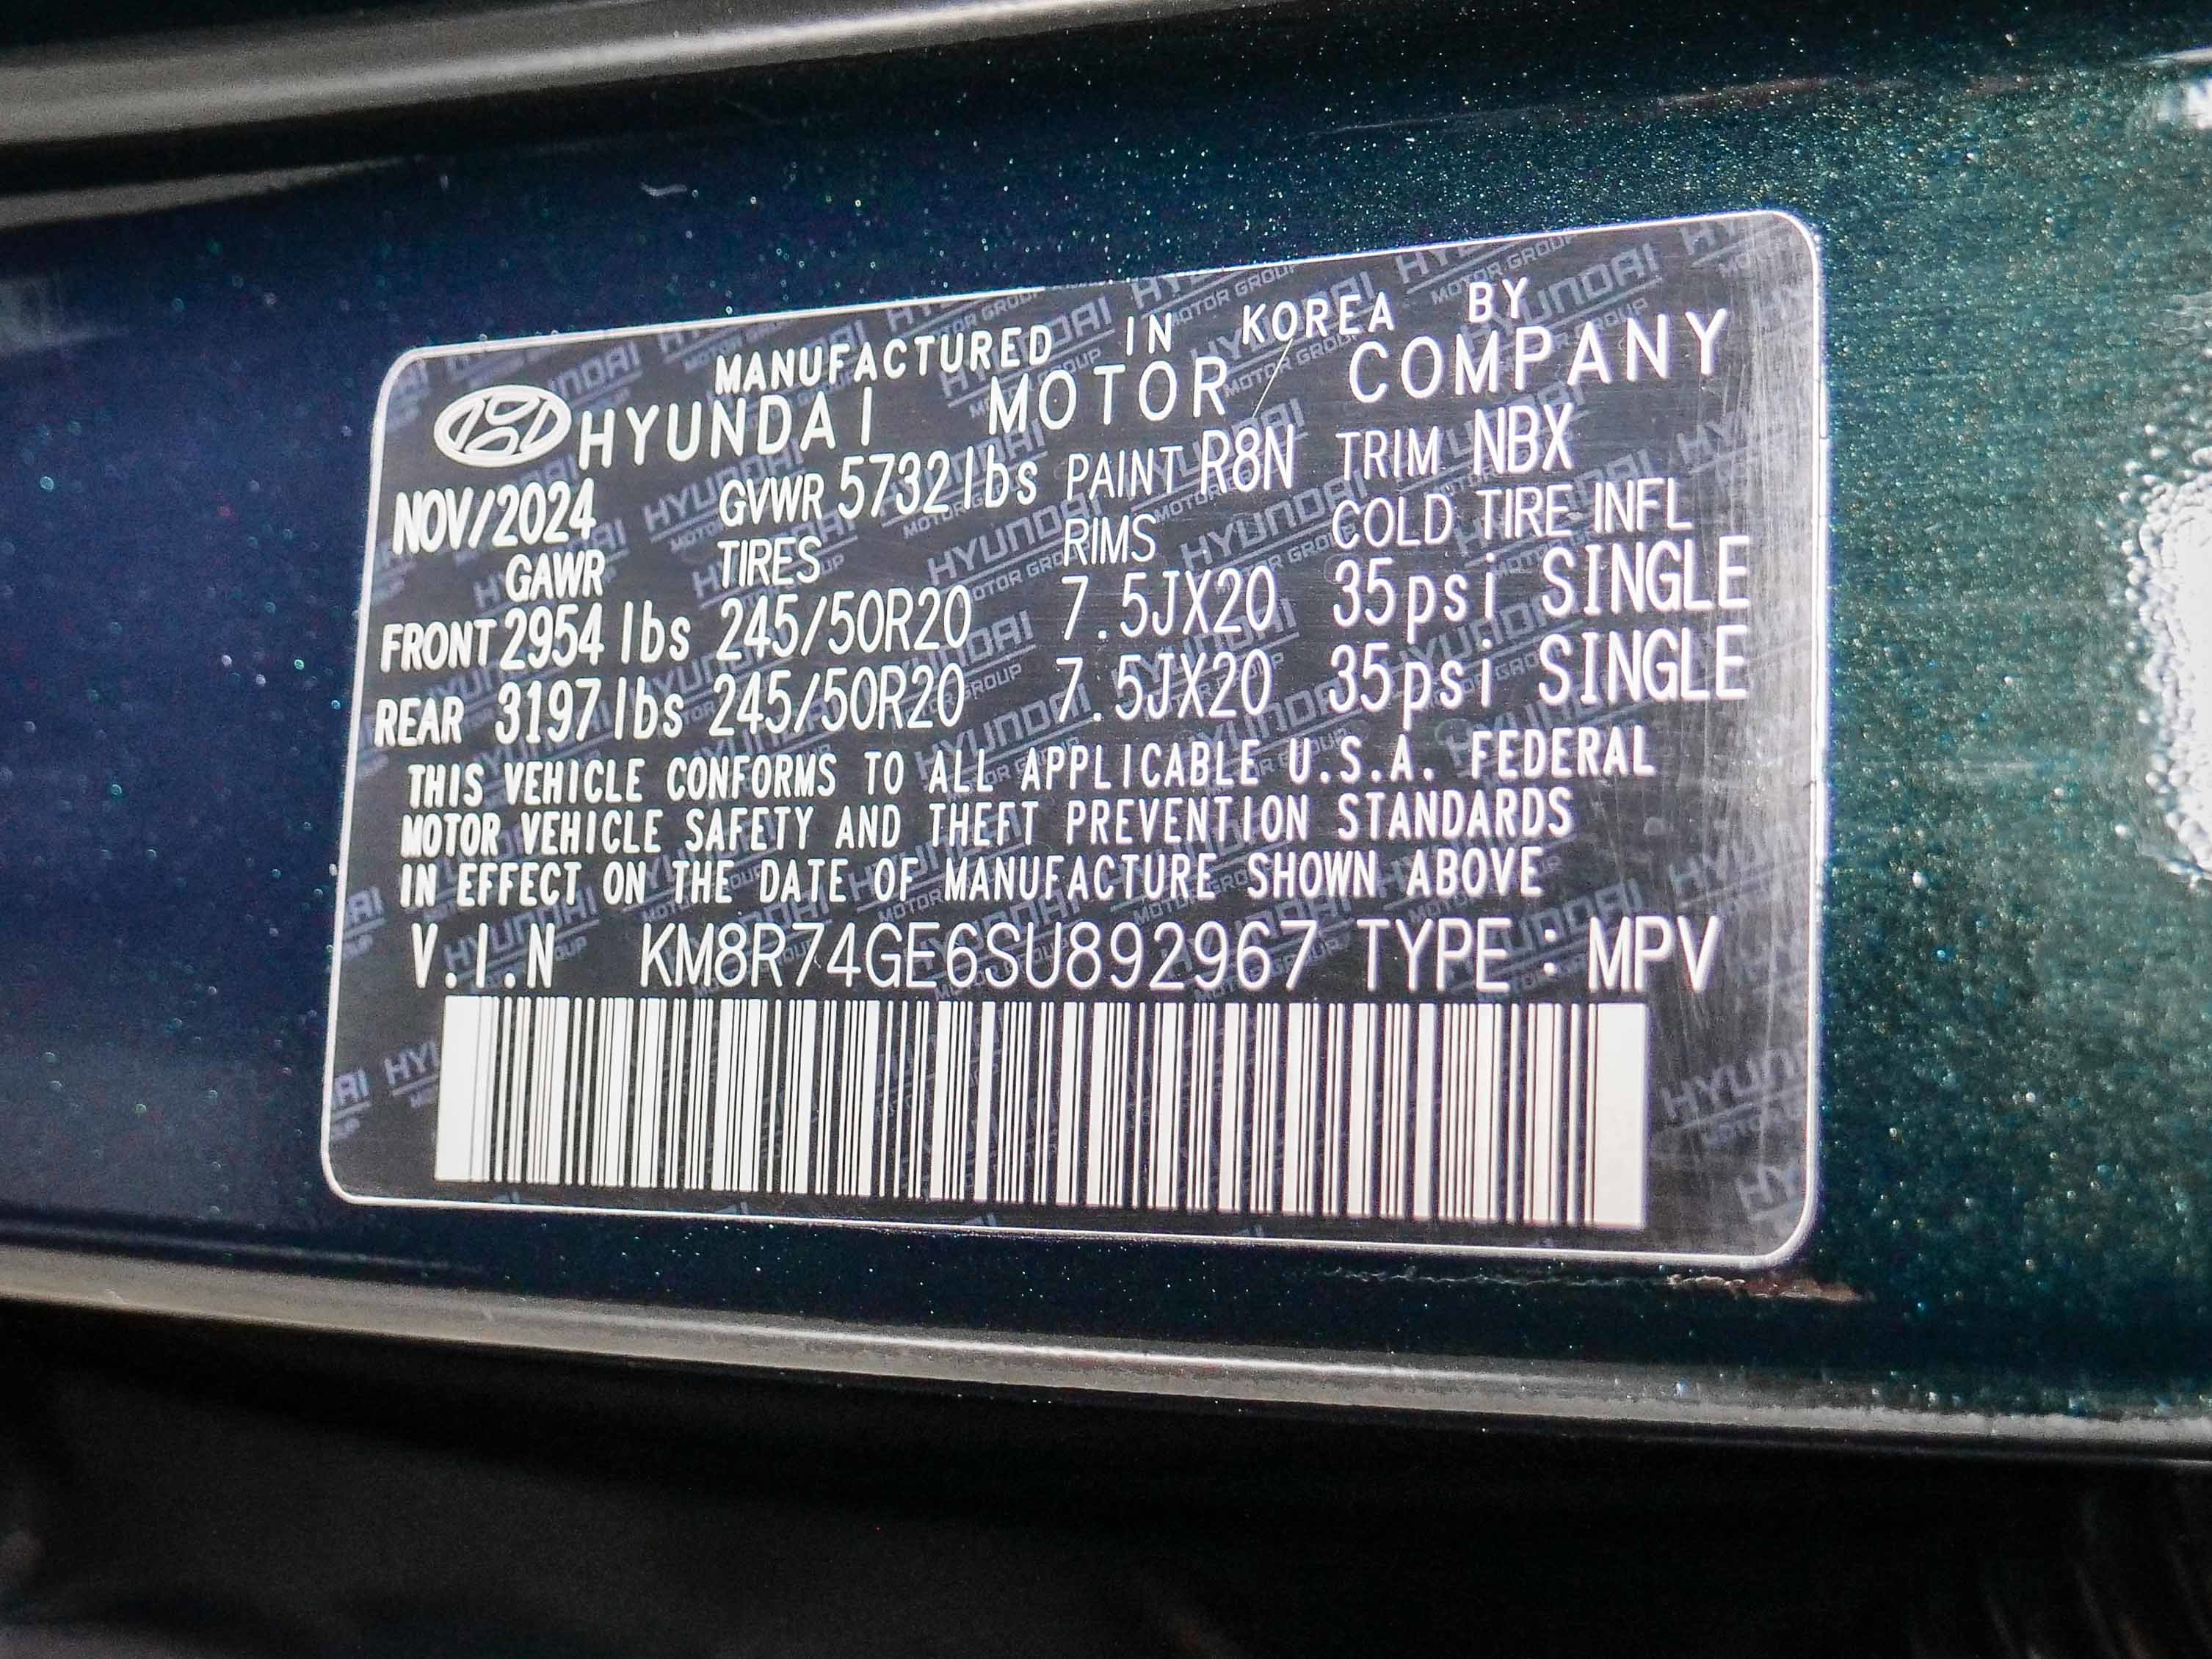 MANUFACTURED IN KOREA BY
HYUNDAI MOTOR COMPANY
NOV/2024 GVWR 5732lbs PAINT R8N TRIM NBX
GAWR TIRES RIMS COLD TIRE INFL
FRONT 2954 lbs 245/50R20 7.5JX20 35psi SINGLE
REAR 3197 lbs 245/50R20 7.5JX20 35psi SINGLE
THIS VEHICLE CONFORMS TO ALL APPLICABLE U.S.A. FEDERAL
MOTOR VEHICLE SAFETY AND THEFT PREVENTION STANDARDS
IN EFFECT ON THE DATE OF MANUFACTURE SHOWN ABOVE
V.I.N KM8R74GE6SU892967 TYPE : MPV